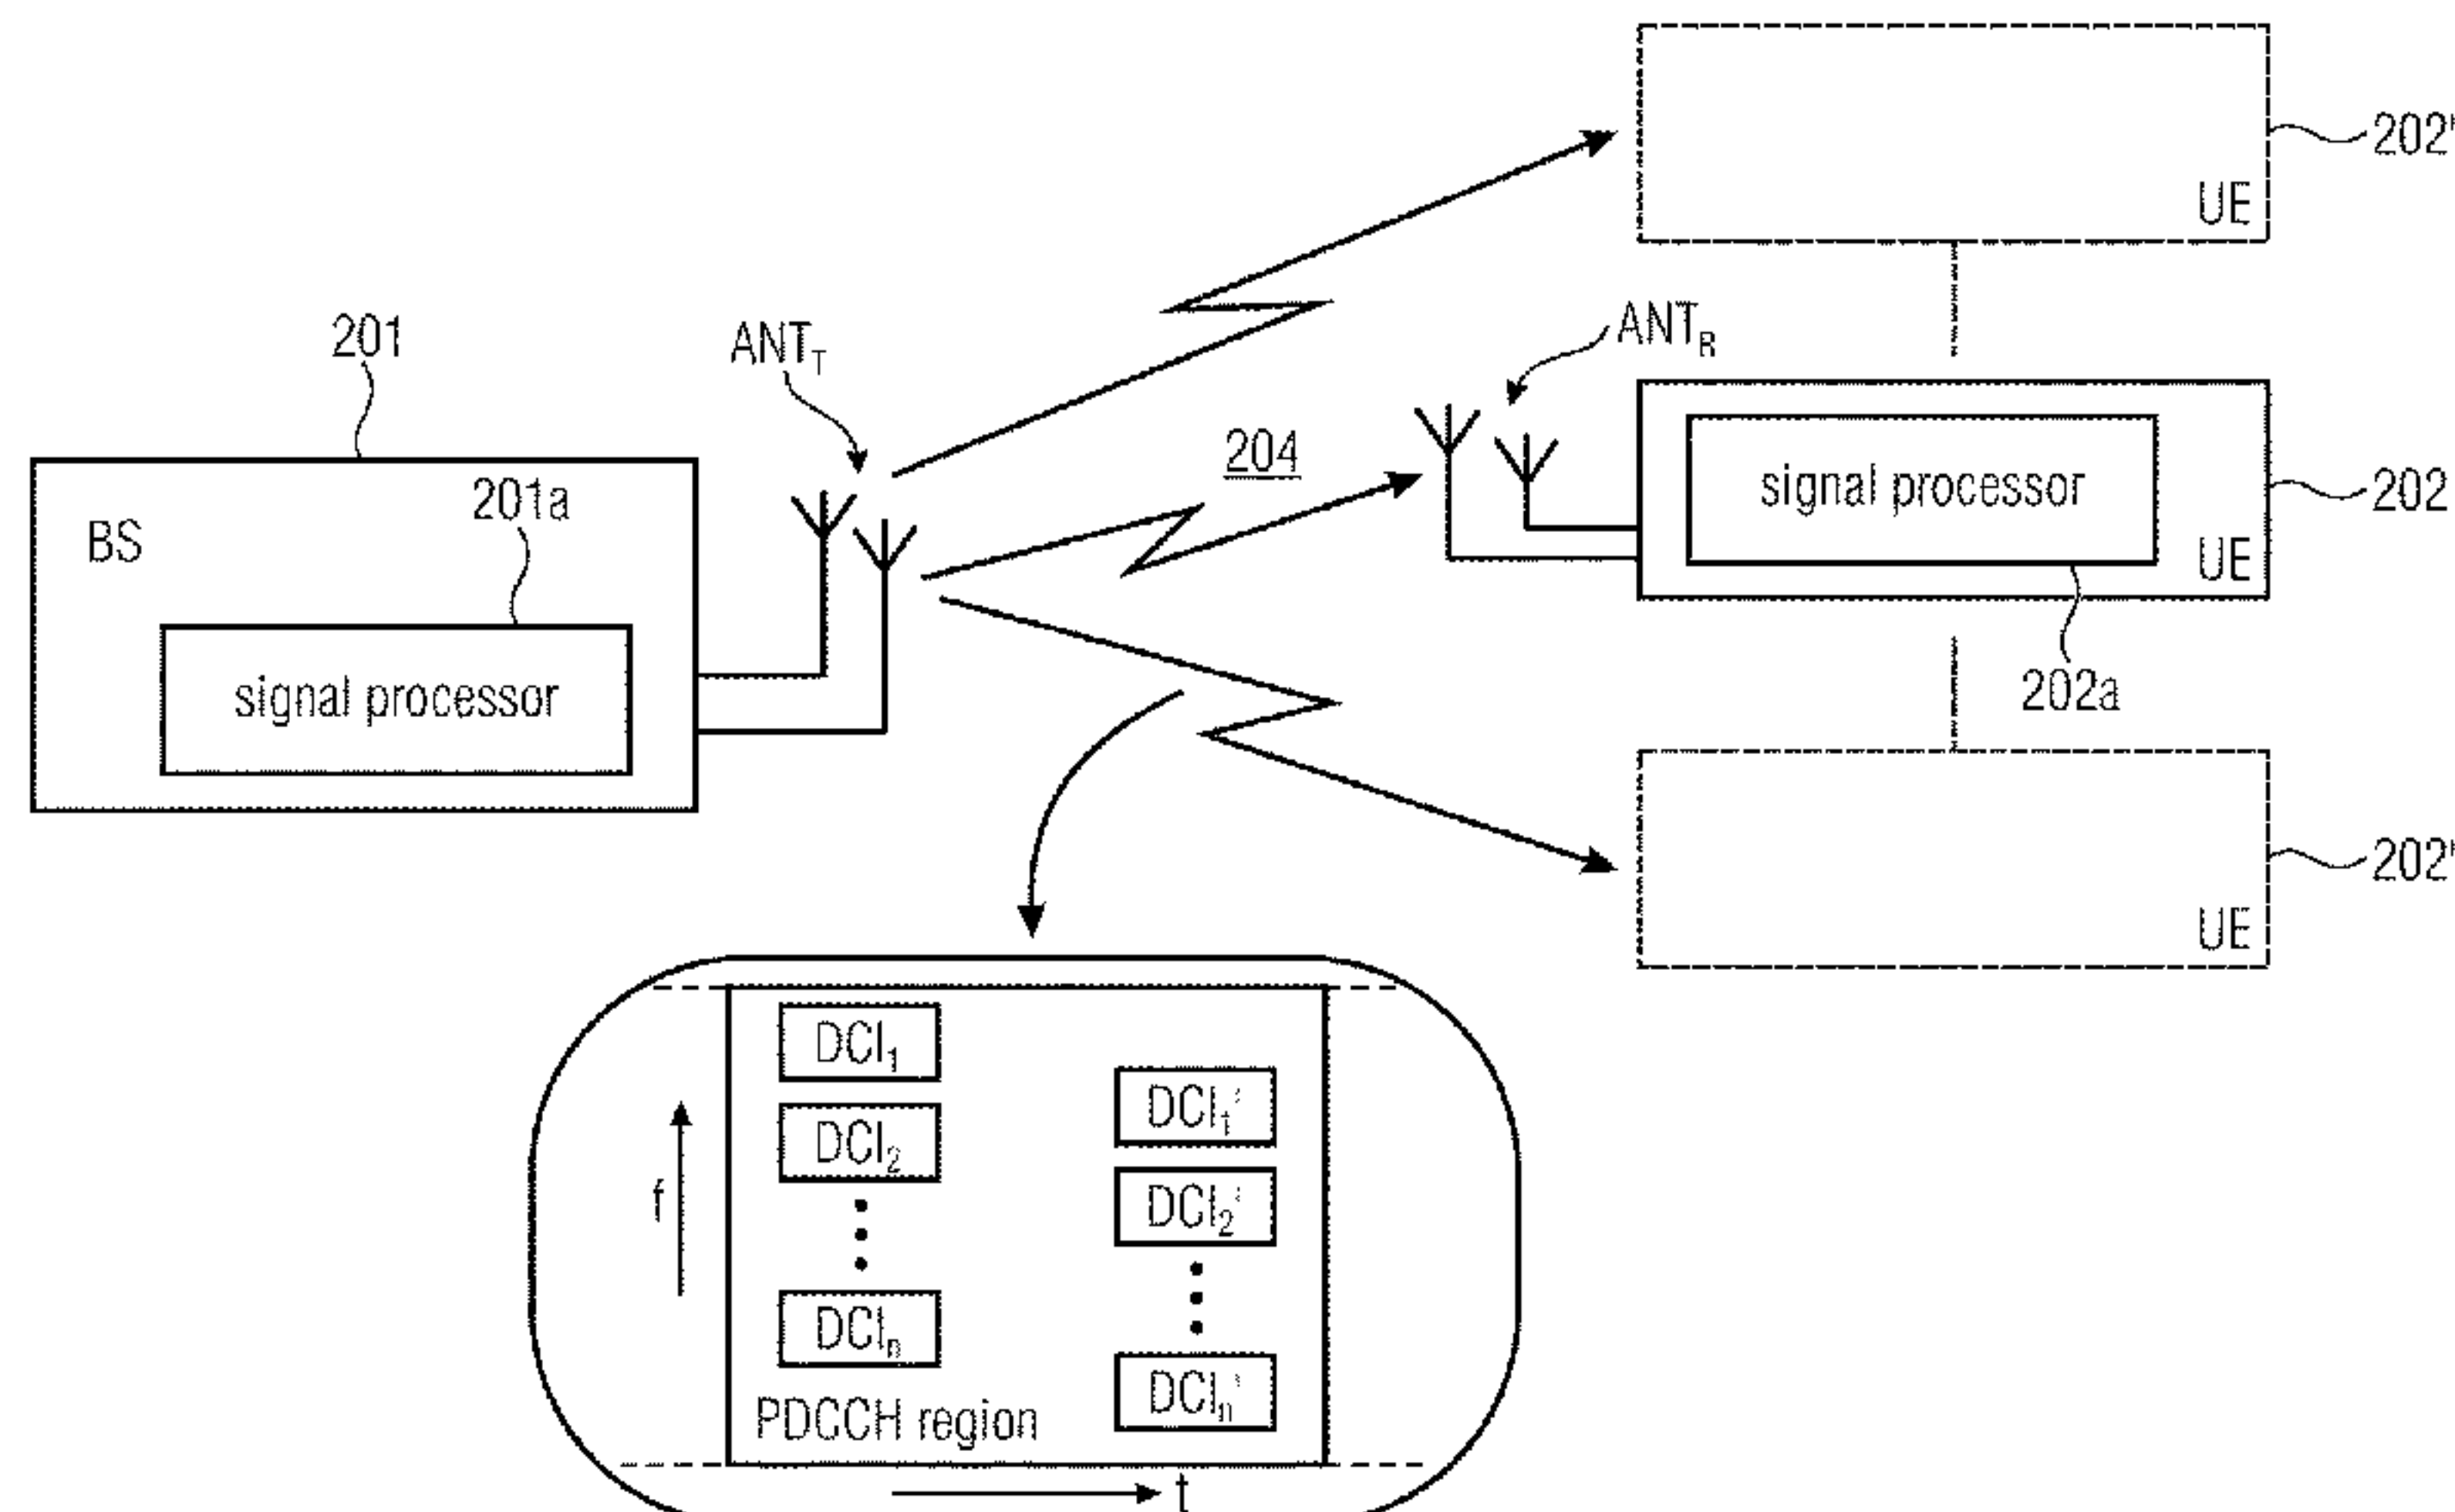 202'
UE
201
ANT_T
ANT_R
204
BS
201a
signal processor
signal processor
202
UE
202a
202'
UE
DCI_1
DCI_2
DCI_n
DCI_1'
DCI_2'
DCI_n'
f
PDCCH region
t